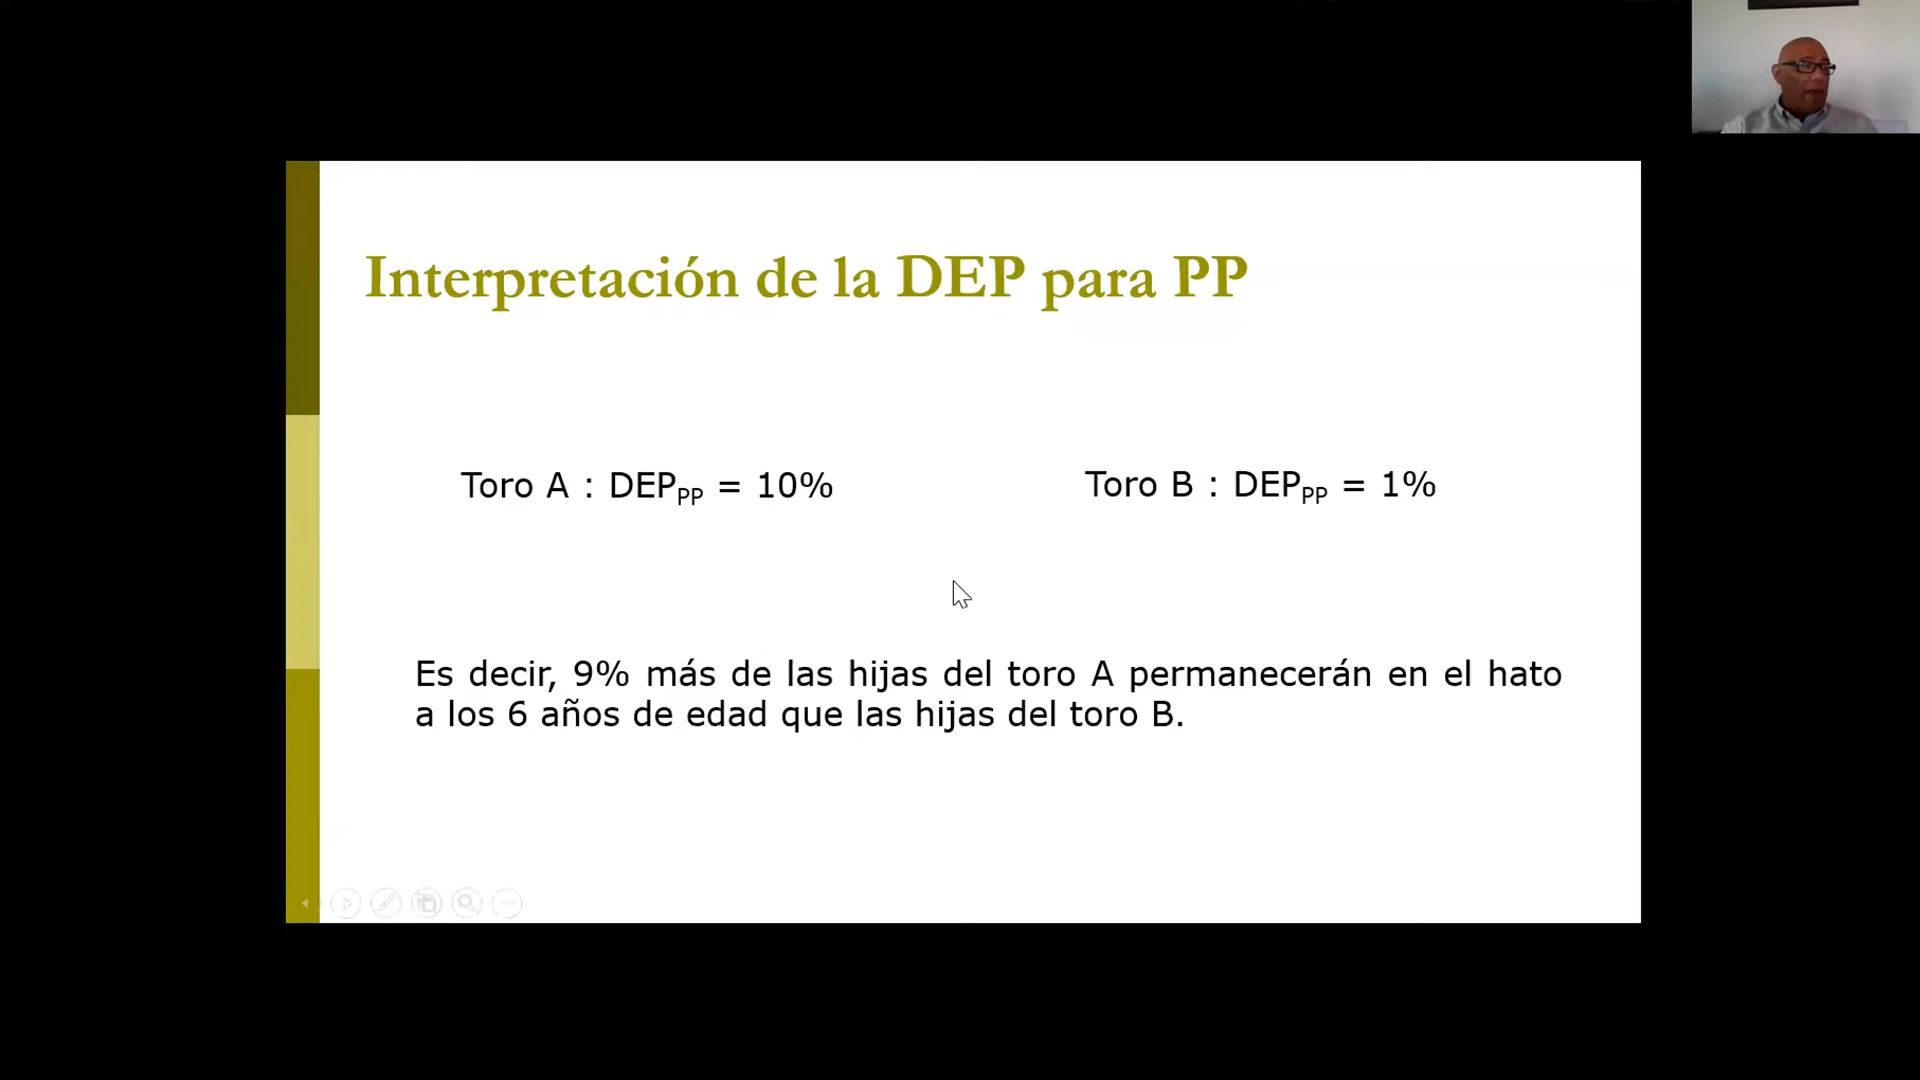 Interpretación de la DEP para PP
Toro A : DEPPP = 10%
Toro B : DEPPP = 1%
Es decir, 9% más de las hijas del toro A permanecerán en el hato
a los 6 años de edad que las hijas del toro B.